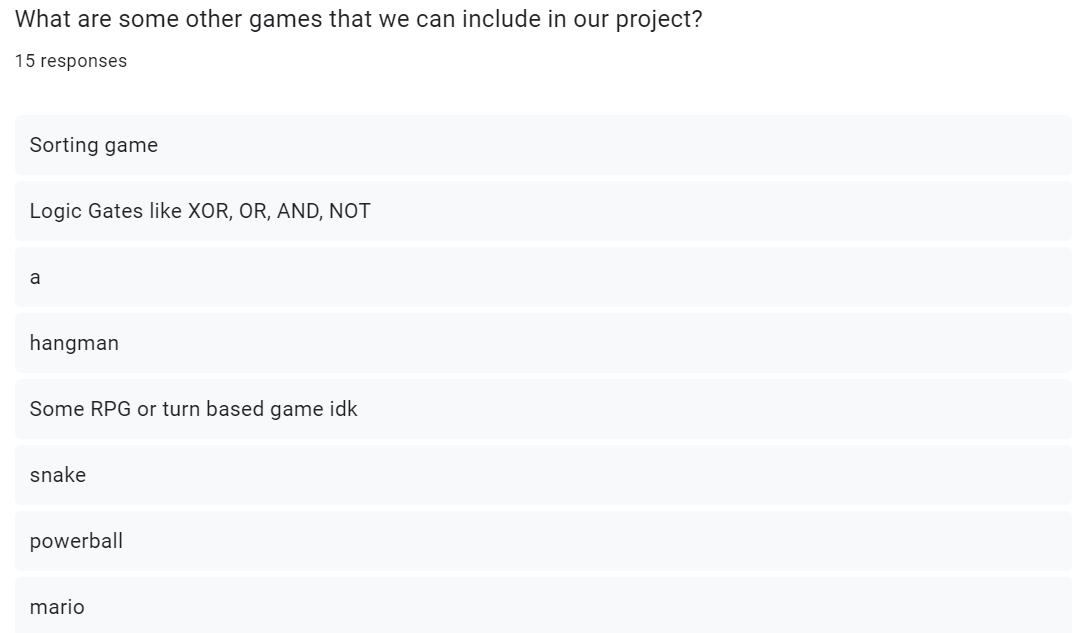 What are some other games that we can include in our project?
15 responses
Sorting game
Logic Gates like XOR, OR, AND, NOT
a
hangman
Some RPG or turn based game idk
snake
powerball
mario